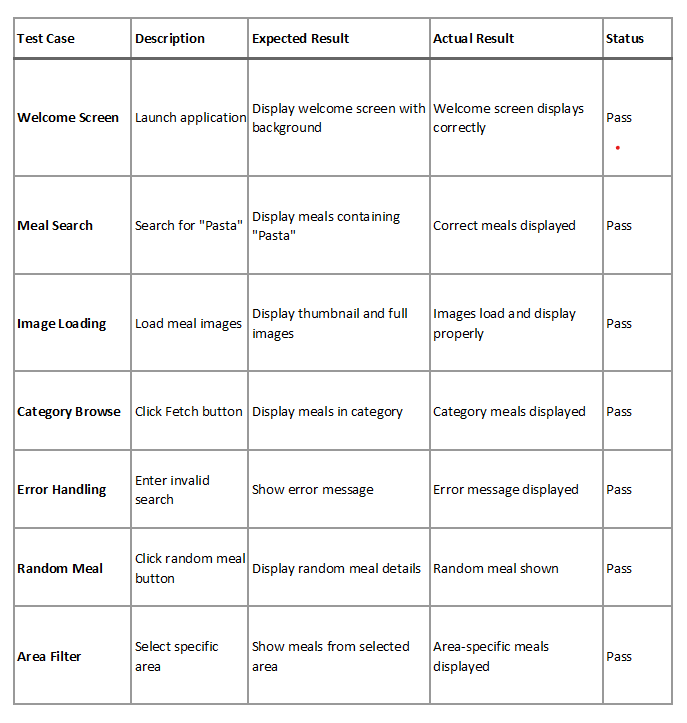 Test Case Description Expected Result Actual Result Status
Welcome Screen Launch application Display welcome screen with background Welcome screen displays correctly Pass
Meal Search Search for "Pasta" Display meals containing "Pasta" Correct meals displayed Pass
Image Loading Load meal images Display thumbnail and full images Images load and display properly Pass
Category Browse Click Fetch button Display meals in category Category meals displayed Pass
Error Handling Enter invalid search Show error message Error message displayed Pass
Random Meal Click random meal button Display random meal details Random meal shown Pass
Area Filter Select specific area Show meals from selected area Area-specific meals displayed Pass